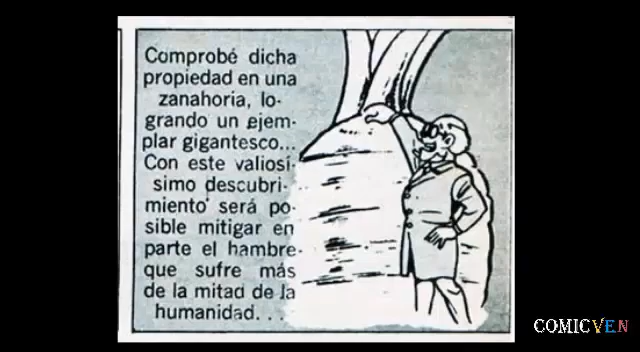 Comprobé dicha
propiedad en una
zanahoria, lo-
grando un ejem-
plar gigantesco...
Con este valiosí-
simo descubri-
miento será po-
sible mitigar en
parte el hambre
que sufre más
de la mitad de la
humanidad...
COMICVEN